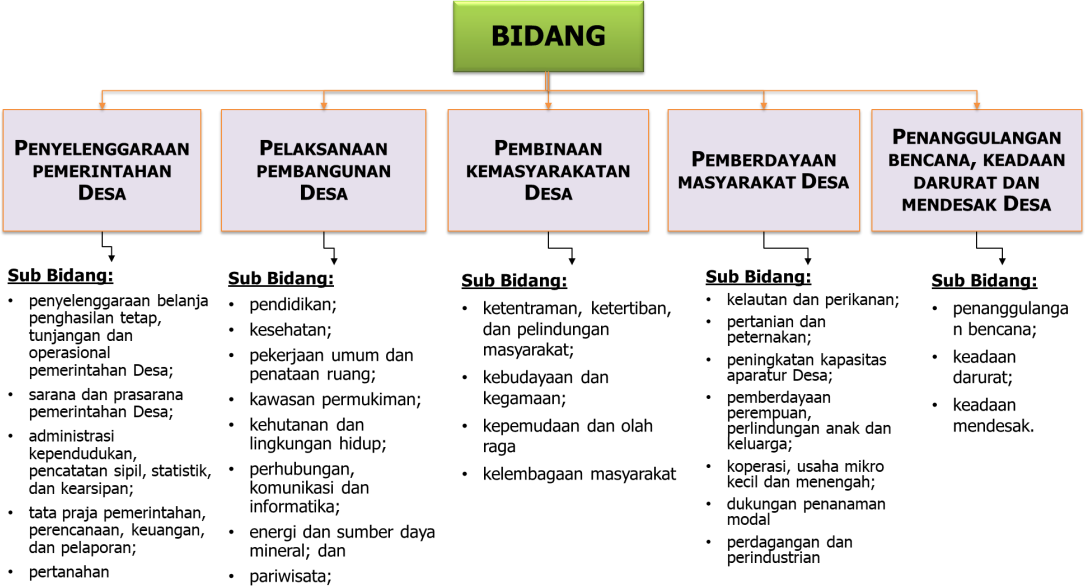 BIDANG
PENYELENGGARAAN
PEMERINTAHAN
DESA
PELAKSANAAN
PEMBANGUNAN
DESA
PEMBINAAN
KEMASYARAKATAN
DESA
PEMBERDAYAAN
MASYARAKAT DESA
PENANGGULANGAN
BENCANA, KEADAAN
DARURAT DAN
MENDESAK DESA
Sub Bidang:
• penyelenggaraan belanja
penghasilan tetap,
tunjangan dan
operasional
pemerintahan Desa;
• sarana dan prasarana
pemerintahan Desa;
• administrasi
kependudukan,
pencatatan sipil, statistik,
dan kearsipan;
• tata praja pemerintahan,
perencanaan, keuangan,
dan pelaporan;
• pertanahan
Sub Bidang:
• pendidikan;
• kesehatan;
• pekerjaan umum dan
penataan ruang;
• kawasan permukiman;
• kehutanan dan
lingkungan hidup;
• perhubungan,
komunikasi dan
informatika;
• energi dan sumber daya
mineral; dan
• pariwisata;
Sub Bidang:
• ketentraman, ketertiban,
dan pelindungan
masyarakat;
• kebudayaan dan
kegamaan;
• kepemudaan dan olah
raga
• kelembagaan masyarakat
Sub Bidang:
• kelautan dan perikanan;
• pertanian dan
peternakan;
• peningkatan kapasitas
aparatur Desa;
• pemberdayaan
perempuan,
perlindungan anak dan
keluarga;
• koperasi, usaha mikro
kecil dan menengah;
• dukungan penanaman
modal
• perdagangan dan
perindustrian
Sub Bidang:
• penanggulanga
n bencana;
• keadaan
darurat;
• keadaan
mendesak.